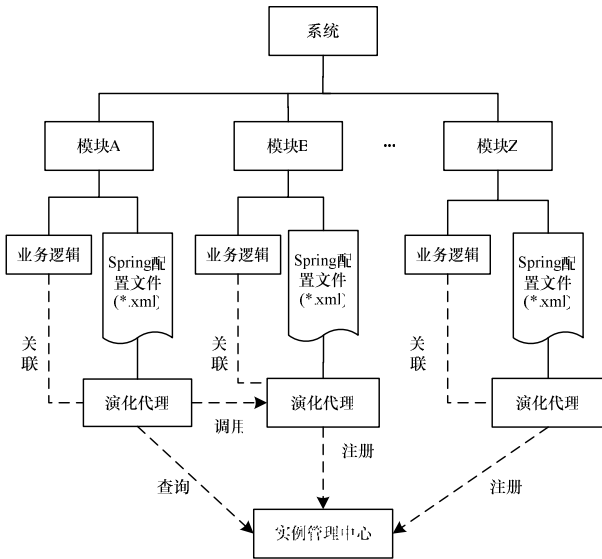 系统
模块A
模块B
...
模块Z
业务逻辑
Spring配
置文件
(*.xml)
业务逻辑
Spring配
置文件
(*.xml)
业务逻辑
Spring配
置文件
(*.xml)
关
联
关
联
关
联
演化代理
调用
演化代理
演化代理
查询
注册
注册
实例管理中心